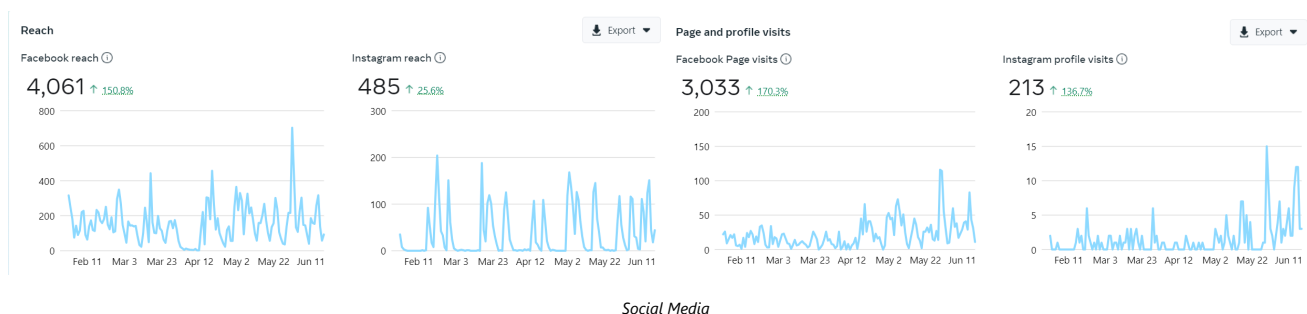 Reach
Export
Facebook reach
4,061 ↑ 150.8%
800
600
400
200
0
Feb 11 Mar 3 Mar 23 Apr 12 May 2 May 22 Jun 11
Instagram reach
485 ↑ 25.6%
300
200
100
0
Feb 11 Mar 3 Mar 23 Apr 12 May 2 May 22 Jun 11
Page and profile visits
Export
Facebook Page visits
3,033 ↑ 170.3%
200
150
100
50
0
Feb 11 Mar 3 Mar 23 Apr 12 May 2 May 22 Jun 11
Instagram profile visits
213 ↑ 136.7%
20
15
10
5
0
Feb 11 Mar 3 Mar 23 Apr 12 May 2 May 22 Jun 11
Social Media